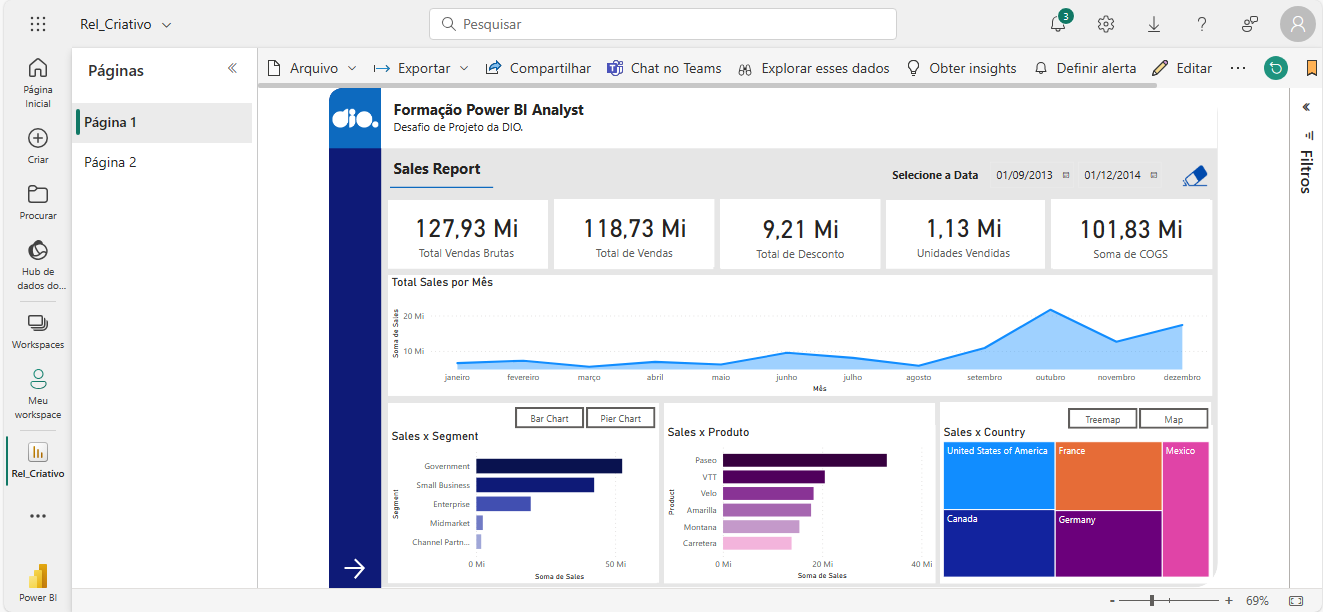 Rel_Criativo
Pesquisar
3
Página
Inicial
Criar
Procurar
Hub de
dados do...
Workspaces
Meu
workspace
Rel_Criativo
Power BI
Páginas
Página 1
Página 2
Arquivo
Exportar
Compartilhar
Chat no Teams
Explorar esses dados
Obter insights
Definir alerta
Editar
dio.
Formação Power BI Analyst
Desafio de Projeto da DIO.
Sales Report
Selecione a Data
01/09/2013
01/12/2014
127,93 Mi
Total Vendas Brutas
118,73 Mi
Total de Vendas
9,21 Mi
Total de Desconto
1,13 Mi
Unidades Vendidas
101,83 Mi
Soma de COGS
Total Sales por Mês
Soma de Sales
20 Mi
10 Mi
janeiro fevereiro março abril maio junho julho agosto setembro outubro novembro dezembro
Mês
Bar Chart
Pier Chart
Sales x Segment
Segment
Government
Small Business
Enterprise
Midmarket
Channel Partn...
0 Mi 50 Mi
Soma de Sales
Sales x Produto
Product
Paseo
VTT
Velo
Amarilla
Montana
Carretera
0 Mi 20 Mi 40 Mi
Soma de Sales
Treemap
Map
Sales x Country
United States of America
France
Mexico
Canada
Germany
Filtros
- + 69%